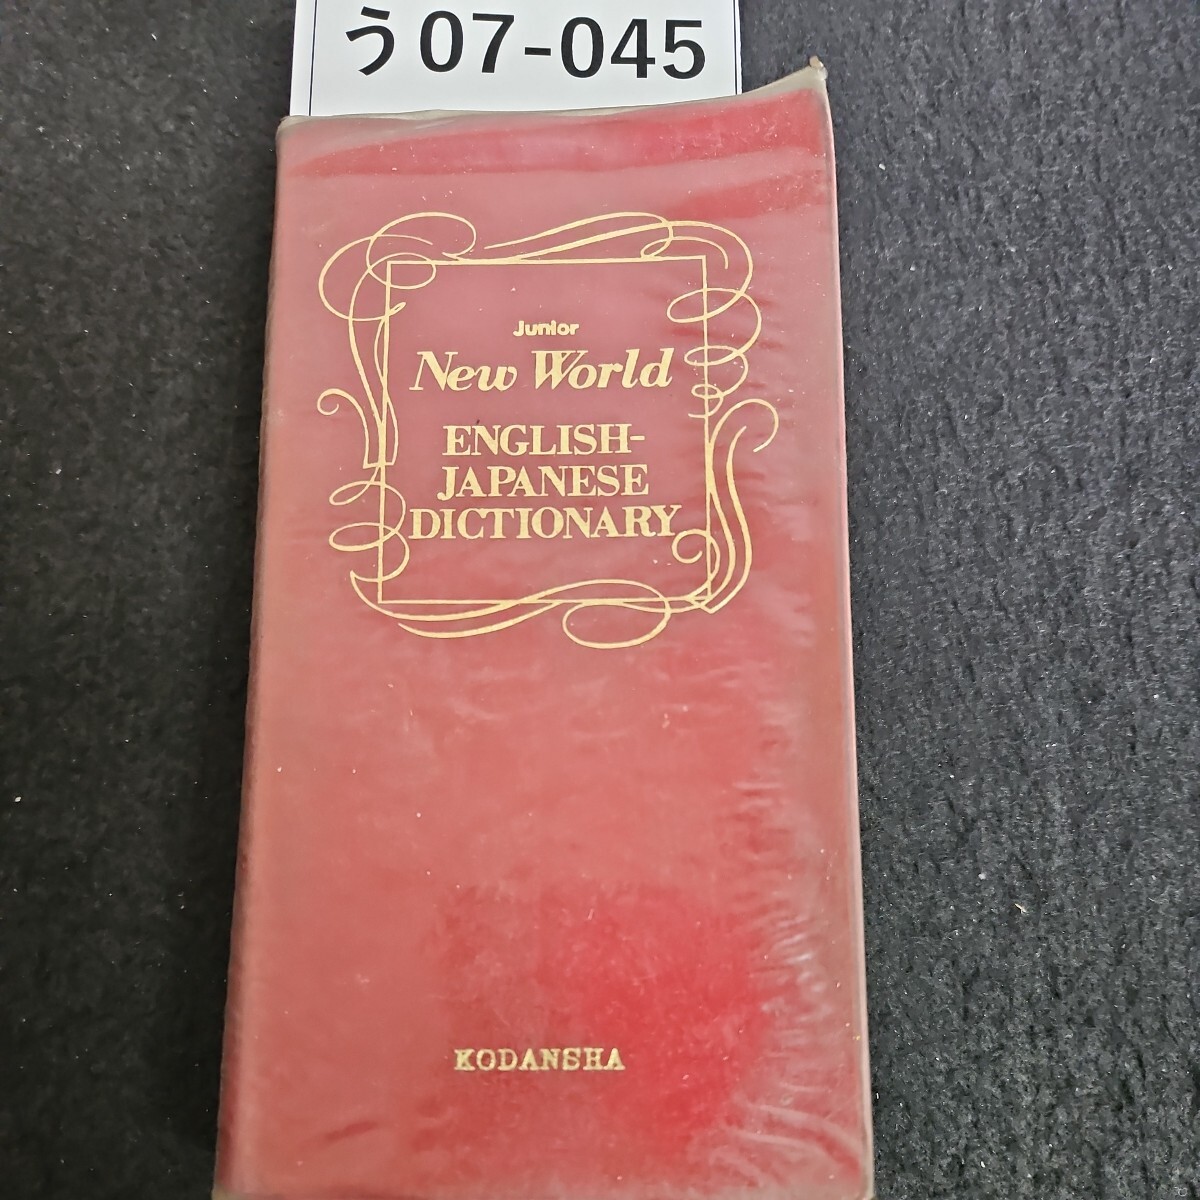 う07-045
Junior
New World
ENGLISH-
JAPANESE
DICTIONARY
KODANSHA